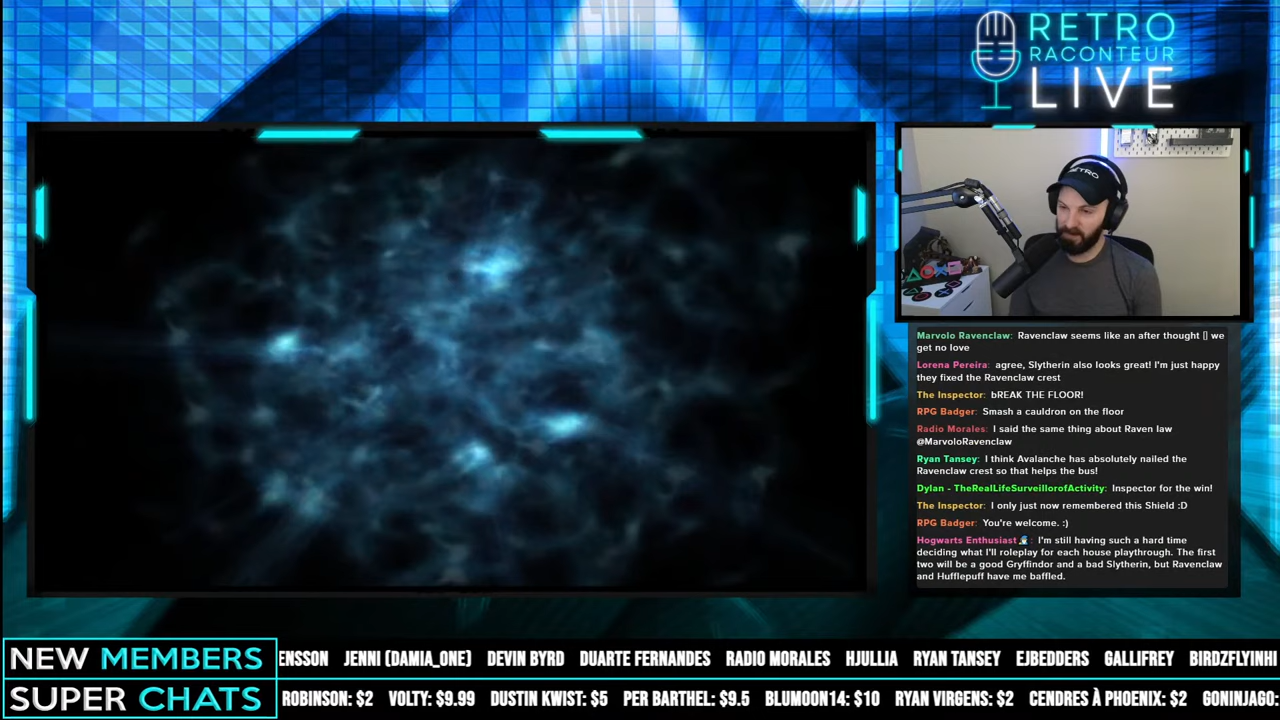 RETRO
RACONTEUR
LIVE
RETRO
Marvolo Ravenclaw: Ravenclaw seems like an after thought ▯ we
get no love
Lorena Pereira: agree, Slytherin also looks great! I'm just happy
they fixed the Ravenclaw crest
The Inspector: bREAK THE FLOOR!
RPG Badger: Smash a cauldron on the floor
Radio Morales: I said the same thing about Raven law
@MarvoloRavenclaw
Ryan Tansey: I think Avalanche has absolutely nailed the
Ravenclaw crest so that helps the bus!
Dylan - TheRealLifeSurveillorofActivity: Inspector for the win!
The Inspector: I only just now remembered this Shield :D
RPG Badger: You're welcome. :)
Hogwarts Enthusiast: I'm still having such a hard time
deciding what I'll roleplay for each house playthrough. The first
two will be a good Gryffindor and a bad Slytherin, but Ravenclaw
and Hufflepuff have me baffled.
NEW MEMBERS ENSSON JENNI (DAMIA_ONE) DEVIN BYRD DUARTE FERNANDES RADIO MORALES HJULLIA RYAN TANSEY EJBEDDERS GALLIFREY BIRDZFLYINHI
SUPER CHATS ROBINSON: $2 VOLTY: $9.99 DUSTIN KWIST: $5 PER BARTHEL: $9.5 BLUMOON14: $10 RYAN VIRGENS: $2 CENDRES À PHOENIX: $2 GONINJAGO: